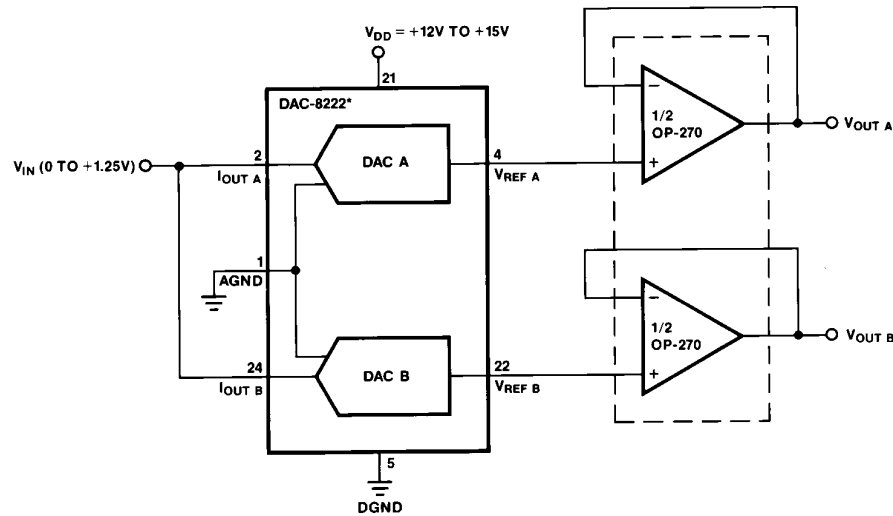 V_DD = +12V TO +15V
21
DAC-8222*
V_IN (0 TO +1.25V)
2
I_OUT A
DAC A
4
V_REF A
−
1/2
OP-270
+
V_OUT A
1
AGND
24
I_OUT B
DAC B
22
V_REF B
−
1/2
OP-270
+
V_OUT B
5
DGND